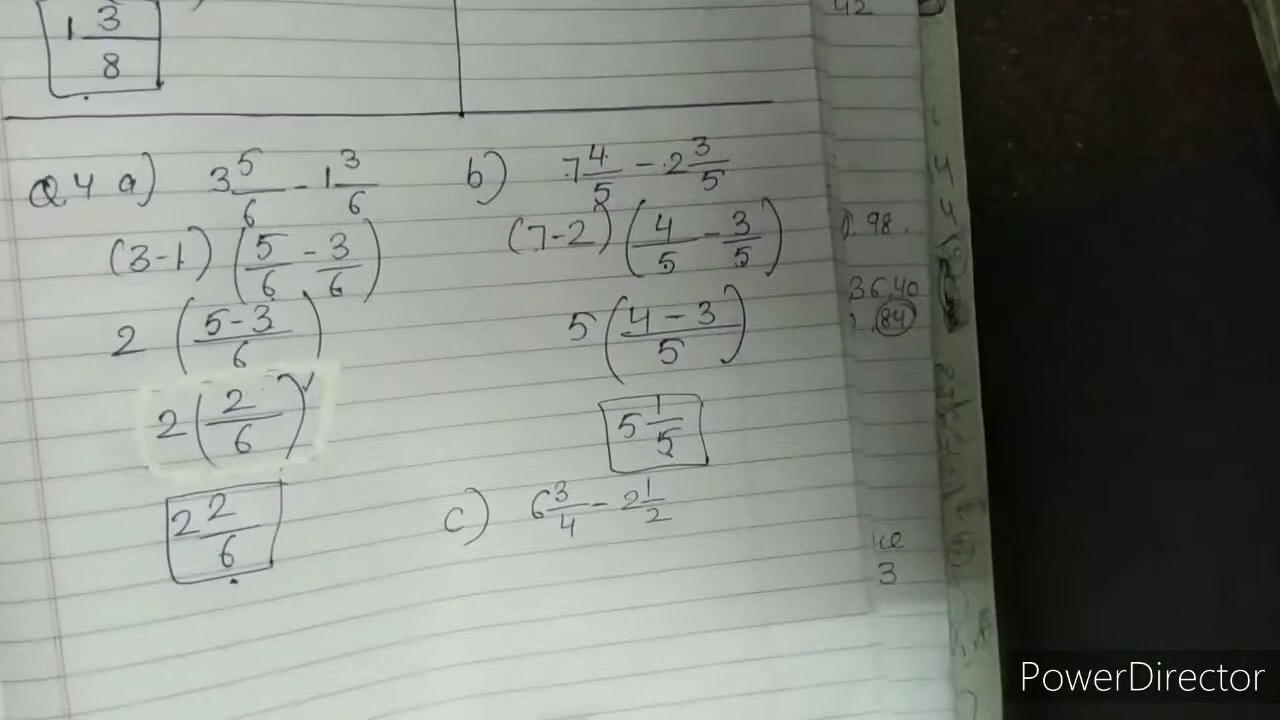 1 3/8
42
Q4 a) 3 5/6 - 1 3/6
(3-1) (5/6 - 3/6)
2 (5-3/6)
2 (2/6)
2 2/6
b) 7 4/5 - 2 3/5
(7-2) (4/5 - 3/5)
5 (4-3/5)
5 1/5
c) 6 3/4 - 2 1/2
98.
36,40
84
3
PowerDirector